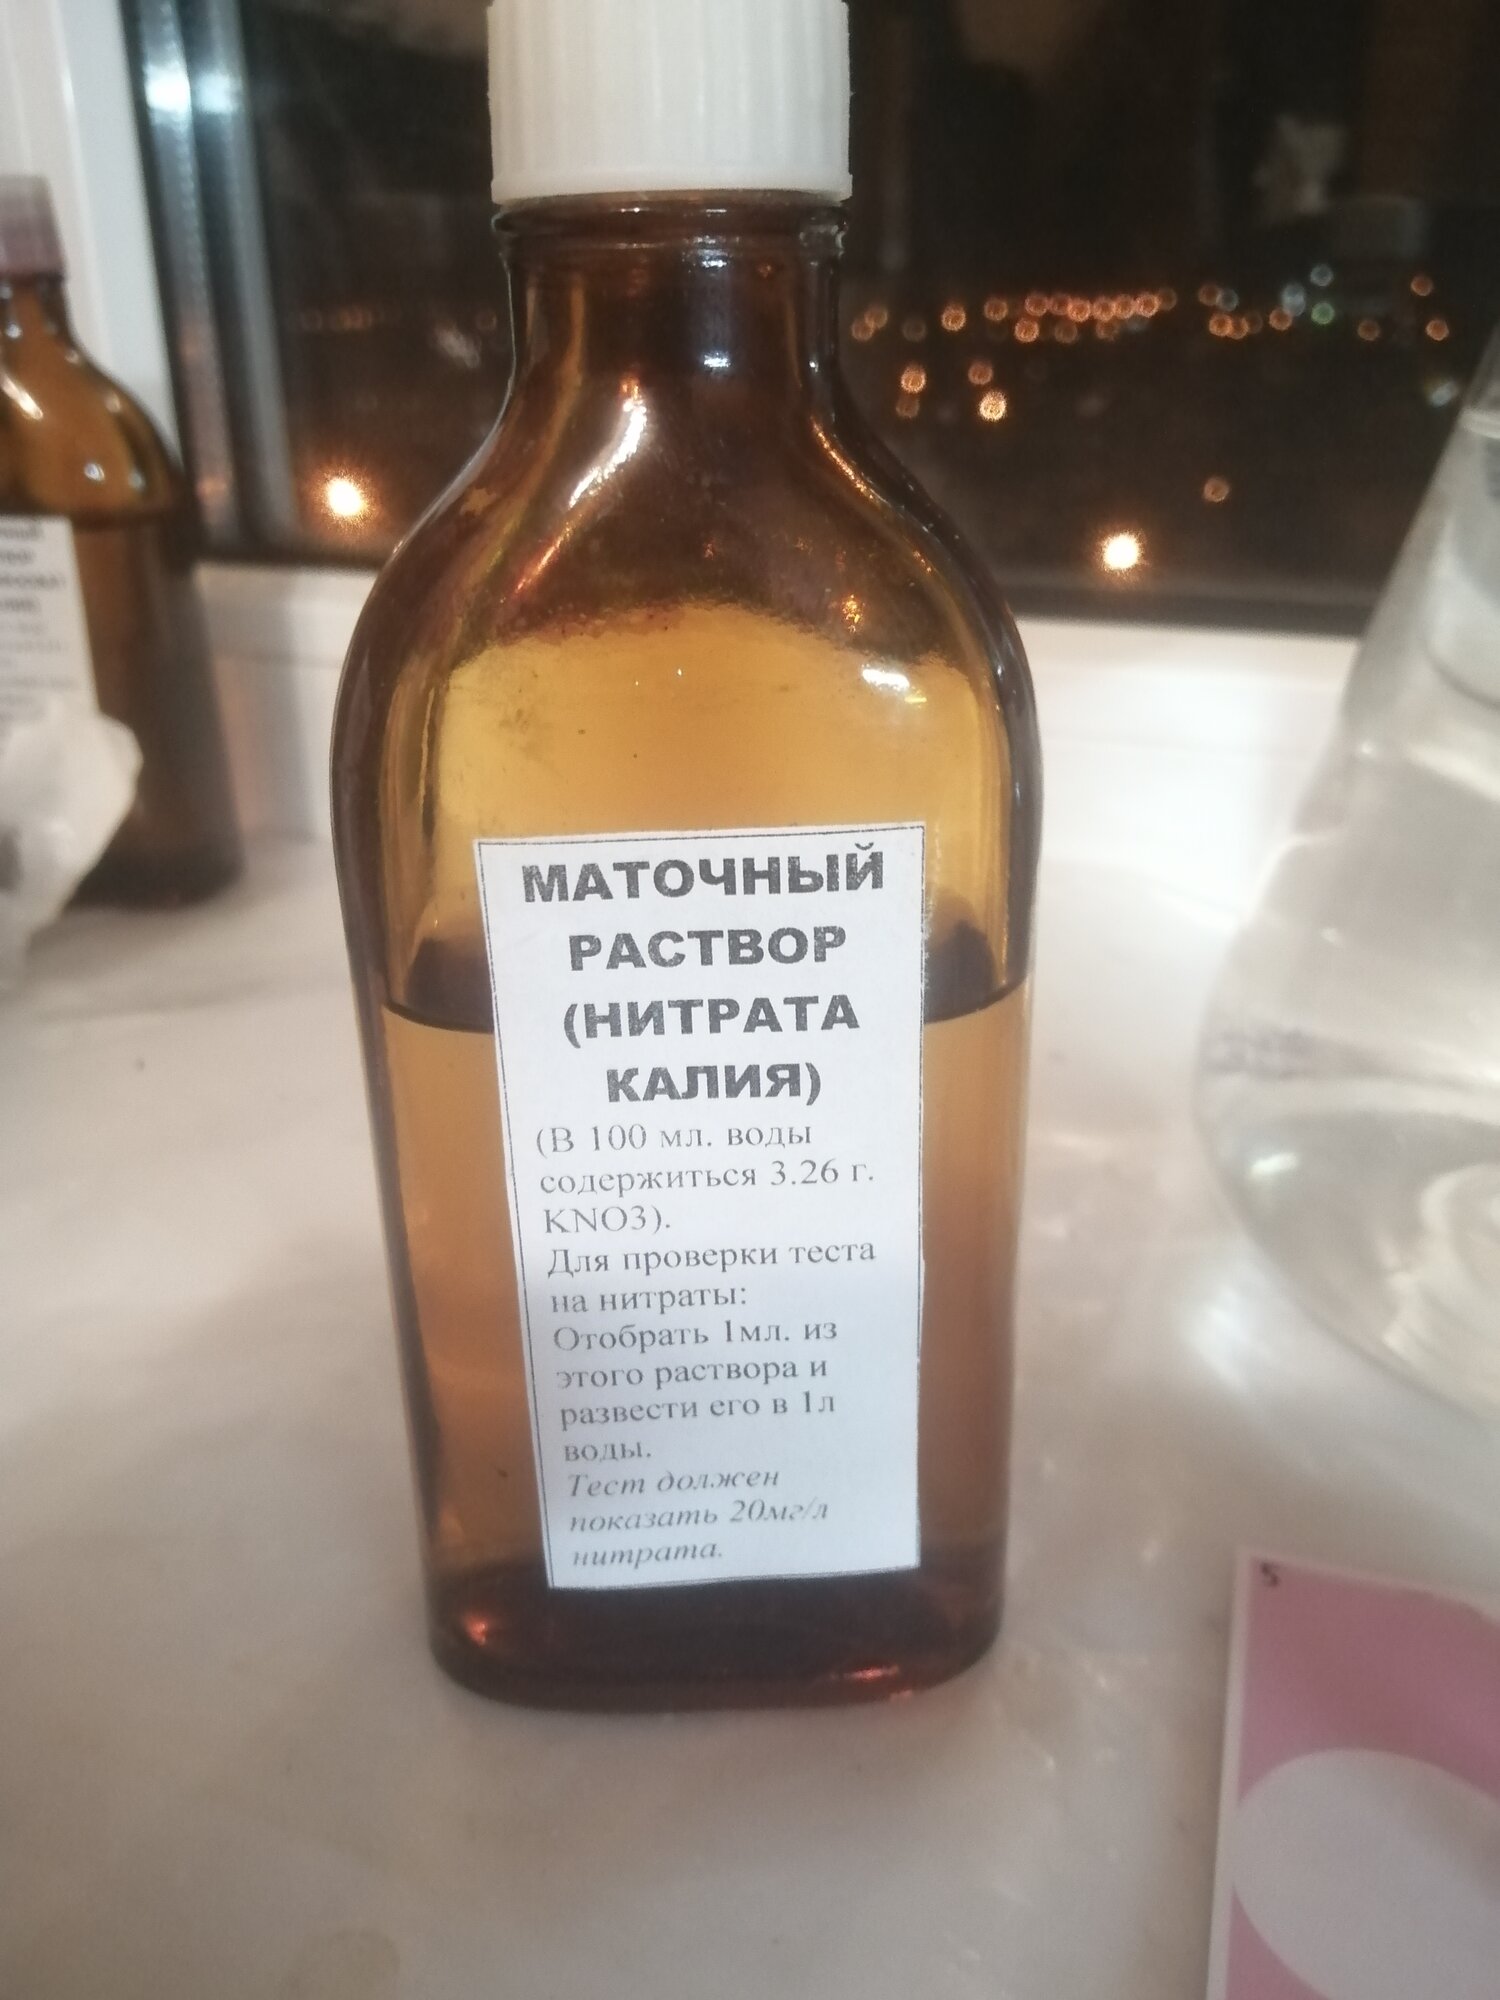 МАТОЧНЫЙ
РАСТВОР
(НИТРАТА
КАЛИЯ)
(В 100 мл. воды
содержиться 3.26 г.
KNO3).
Для проверки теста
на нитраты:
Отобрать 1мл. из
этого раствора и
развести его в 1л
воды.
Тест должен
показать 20мг/л
нитрата.
5